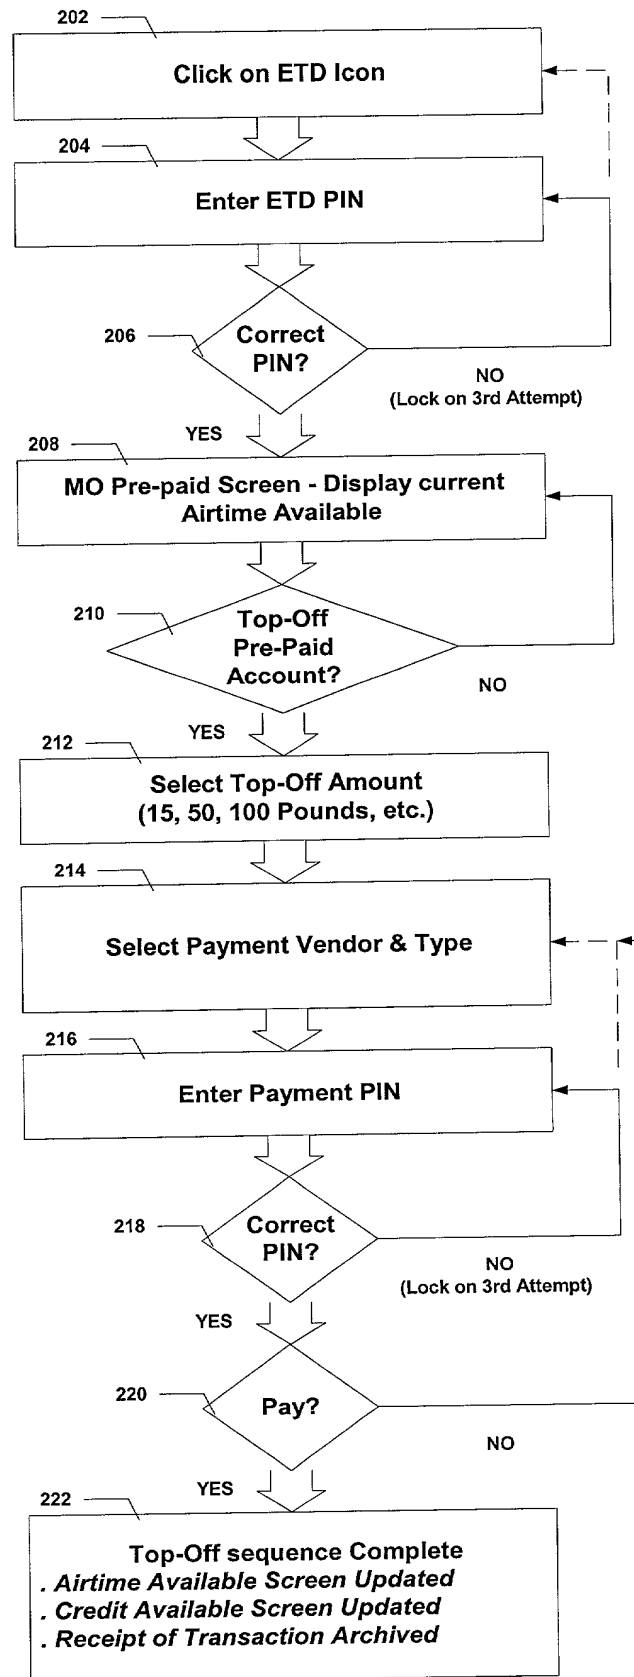 202
Click on ETD Icon
204
Enter ETD PIN
206
Correct
PIN?
NO
(Lock on 3rd Attempt)
YES
208
MO Pre-paid Screen - Display current
Airtime Available
210
Top-Off
Pre-Paid
Account?
NO
YES
212
Select Top-Off Amount
(15, 50, 100 Pounds, etc.)
214
Select Payment Vendor & Type
216
Enter Payment PIN
218
Correct
PIN?
NO
(Lock on 3rd Attempt)
YES
220
Pay?
NO
YES
222
Top-Off sequence Complete
. Airtime Available Screen Updated
. Credit Available Screen Updated
. Receipt of Transaction Archived